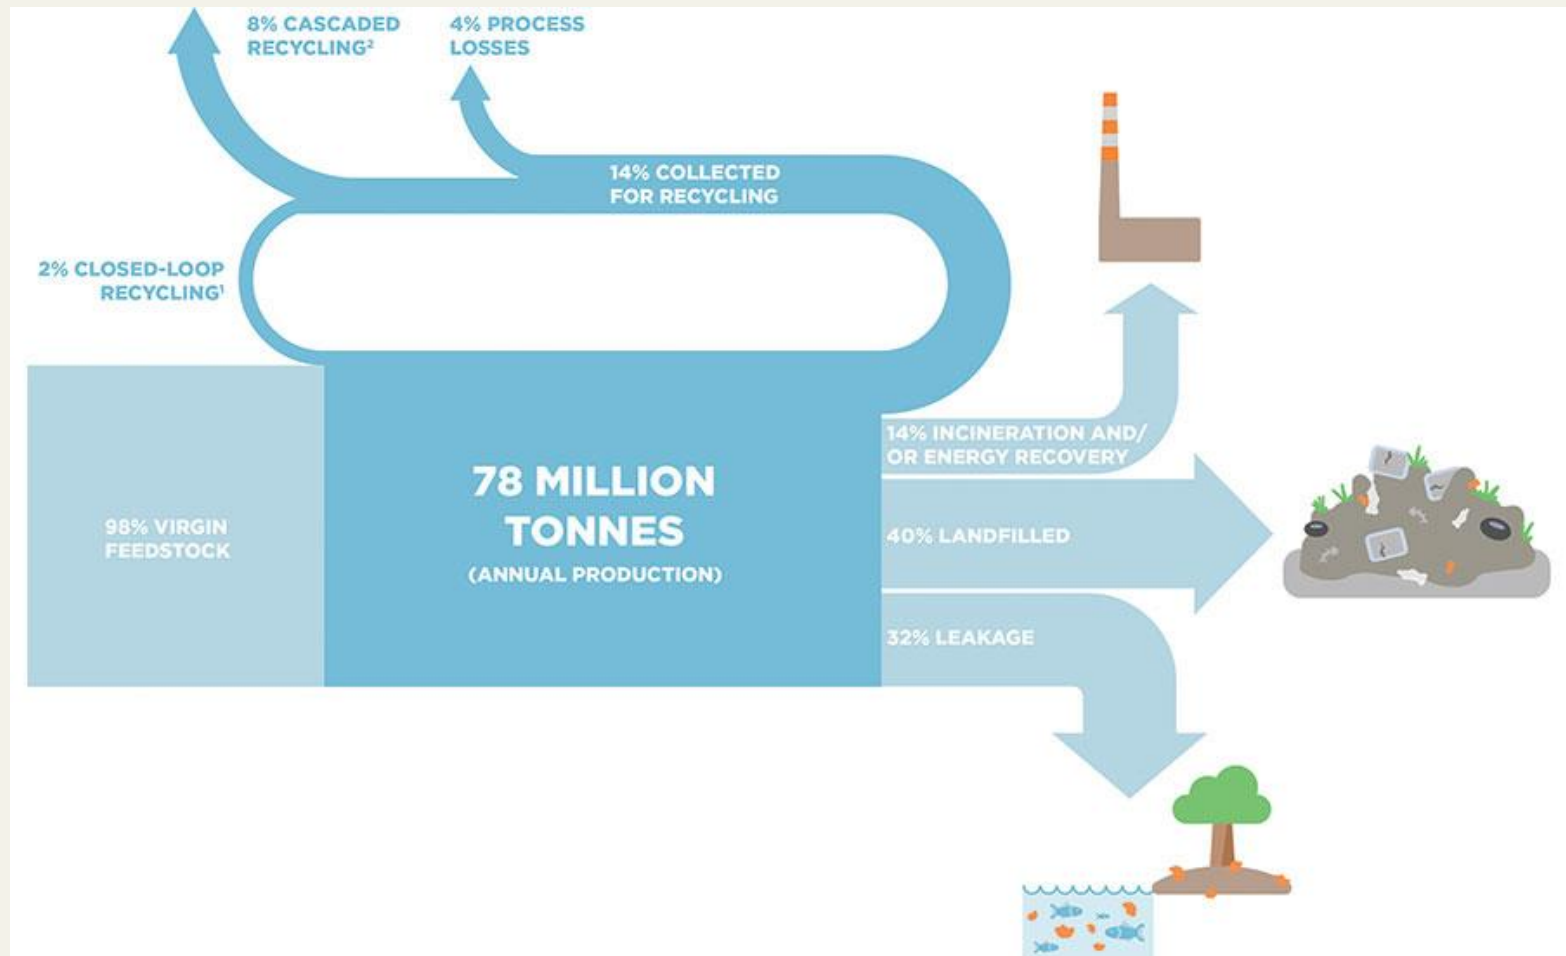 8% CASCADED
RECYCLING²
4% PROCESS
LOSSES
14% COLLECTED
FOR RECYCLING
2% CLOSED-LOOP
RECYCLING¹
98% VIRGIN
FEEDSTOCK
78 MILLION
TONNES
(ANNUAL PRODUCTION)
14% INCINERATION AND/
OR ENERGY RECOVERY
40% LANDFILLED
32% LEAKAGE